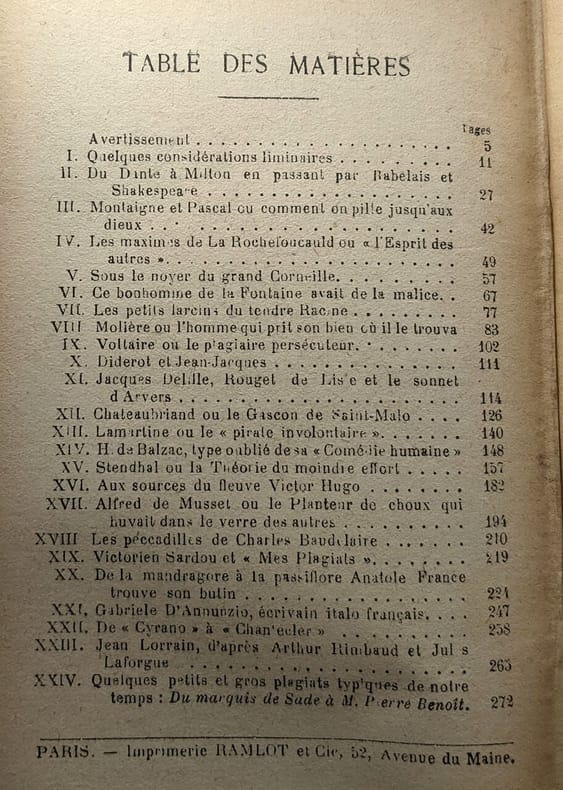 TABLE DES MATIÈRES
Pages
Avertissement . . . . . . . . . . . . . . . . . . 5
I. Quelques considérations liminaires . . . . . . . . 11
II. Du Dante à Milton en passant par Rabelais et
Shakespeare . . . . . . . . . . . . . . . . . 27
III. Montaigne et Pascal ou comment on pille jusqu'aux
dieux . . . . . . . . . . . . . . . . . . . . 42
IV. Les maximes de La Rochefoucauld ou « l'Esprit des
autres ». . . . . . . . . . . . . . . . . . . . 49
V. Sous le noyer du grand Corneille. . . . . . . . . 57
VI. Ce bonhomme de la Fontaine avait de la malice. . 67
VII. Les petits larcins du tendre Racine . . . . . . . . 77
VIII Molière ou l'homme qui prit son bien où il le trouva 83
IX. Voltaire ou le plagiaire persécuteur. . . . . . . . 102
X. Diderot et Jean-Jacques . . . . . . . . . . . . . 111
XI. Jacques Delille, Rouget de Lisle et le sonnet
d'Arvers . . . . . . . . . . . . . . . . . . . 114
XII. Chateaubriand ou le Gascon de Saint-Malo . . . . 126
XIII. Lamartine ou le « pirate involontaire ». . . . . . 140
XIV. H. de Balzac, type oublié de sa « Comédie humaine » 148
XV. Stendhal ou la Théorie du moindre effort . . . . . 157
XVI. Aux sources du fleuve Victor Hugo . . . . . . . 182
XVII. Alfred de Musset ou le Planteur de choux qui
buvait dans le verre des autres . . . . . . . . . 194
XVIII Les peccadilles de Charles Baudelaire . . . . . . . 210
XIX. Victorien Sardou et « Mes Plagiats ». . . . . . . 219
XX. De la mandragore à la passiflore Anatole France
trouve son butin . . . . . . . . . . . . . . . 224
XXI. Gabriele D'Annunzio, écrivain italo français. . . . 247
XXII. De « Cyrano » à « Chantecler » . . . . . . . . . 258
XXIII. Jean Lorrain, d'après Arthur Rimbaud et Jules
Laforgue . . . . . . . . . . . . . . . . . . 265
XXIV. Quelques petits et gros plagiats typiques de notre
temps : Du marquis de Sade à M. Pierre Benoît. 272
PARIS. — Imprimerie RAMLOT et Cie, 52, Avenue du Maine.